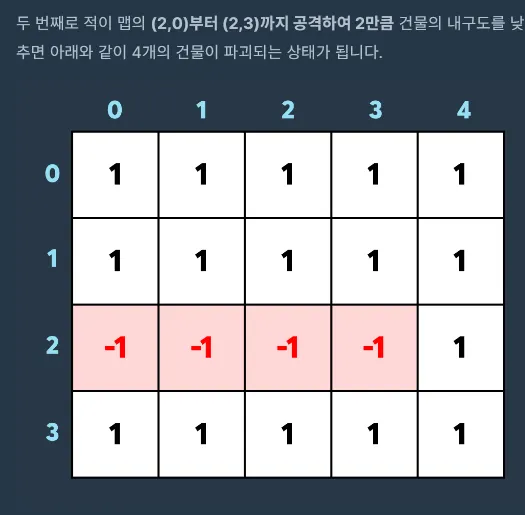 두 번째로 적이 맵의 (2,0)부터 (2,3)까지 공격하여 2만큼 건물의 내구도를 낮
추면 아래와 같이 4개의 건물이 파괴되는 상태가 됩니다.
0 1 2 3 4
0 1 1 1 1 1
1 1 1 1 1 1
2 -1 -1 -1 -1 1
3 1 1 1 1 1